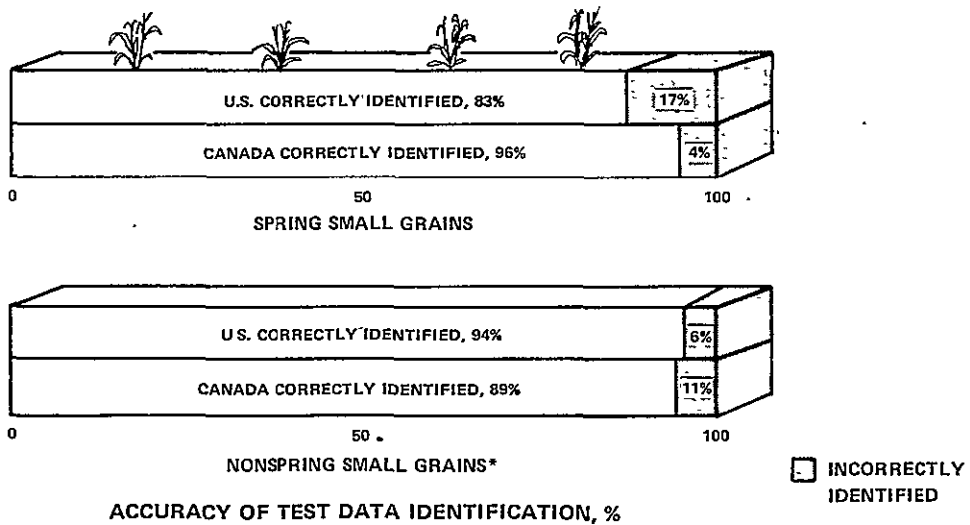 U.S. CORRECTLY IDENTIFIED, 83%
17%
CANADA CORRECTLY IDENTIFIED, 96%
4%
0 50 100
SPRING SMALL GRAINS
U.S. CORRECTLY IDENTIFIED, 94%
6%
CANADA CORRECTLY IDENTIFIED, 89%
11%
0 50 100
NONSPRING SMALL GRAINS*
INCORRECTLY
IDENTIFIED
ACCURACY OF TEST DATA IDENTIFICATION, %